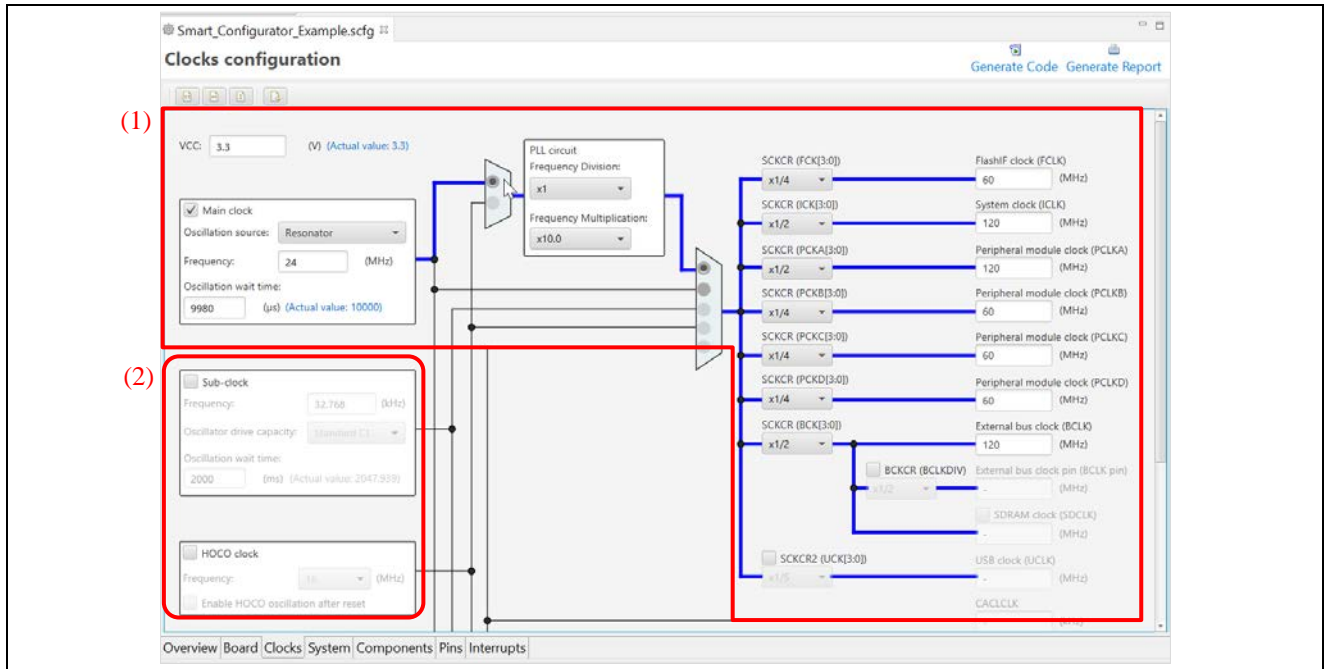 Smart_Configurator_Example.scfg
Clocks configuration
Generate Code Generate Report
(1)
VCC: 3.3 (V) (Actual value: 3.3)
Main clock
Oscillation source: Resonator
Frequency: 24 (MHz)
Oscillation wait time:
9980 (μs) (Actual value: 10000)
PLL circuit
Frequency Division:
x1
Frequency Multiplication:
x10.0
SCKCR (FCK[3:0])
x1/4
FlashIF clock (FCLK)
60 (MHz)
SCKCR (ICK[3:0])
x1/2
System clock (ICLK)
120 (MHz)
SCKCR (PCKA[3:0])
x1/2
Peripheral module clock (PCLKA)
120 (MHz)
SCKCR (PCKB[3:0])
x1/4
Peripheral module clock (PCLKB)
60 (MHz)
SCKCR (PCKC[3:0])
x1/4
Peripheral module clock (PCLKC)
60 (MHz)
SCKCR (PCKD[3:0])
x1/4
Peripheral module clock (PCLKD)
60 (MHz)
SCKCR (BCK[3:0])
x1/2
External bus clock (BCLK)
120 (MHz)
BCKCR (BCLKDIV)
x1/2
External bus clock pin (BCLK pin)
- (MHz)
SDRAM clock (SDCLK)
- (MHz)
SCKCR2 (UCK[3:0])
x1/5
USB clock (UCLK)
- (MHz)
CACLCLK
(MHz)
(2)
Sub-clock
Frequency: 32.768 (kHz)
Oscillator drive capacity: Standard CL
Oscillation wait time:
2000 (ms) (Actual value: 2047.939)
HOCO clock
Frequency: 16 (MHz)
Enable HOCO oscillation after reset
Overview Board Clocks System Components Pins Interrupts